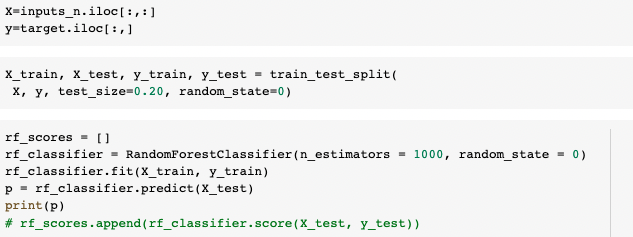 X=inputs_n.iloc[:,:]
y=target.iloc[:,]
X_train, X_test, y_train, y_test = train_test_split(
 X, y, test_size=0.20, random_state=0)
rf_scores = []
rf_classifier = RandomForestClassifier(n_estimators = 1000, random_state = 0)
rf_classifier.fit(X_train, y_train)
p = rf_classifier.predict(X_test)
print(p)
# rf_scores.append(rf_classifier.score(X_test, y_test))